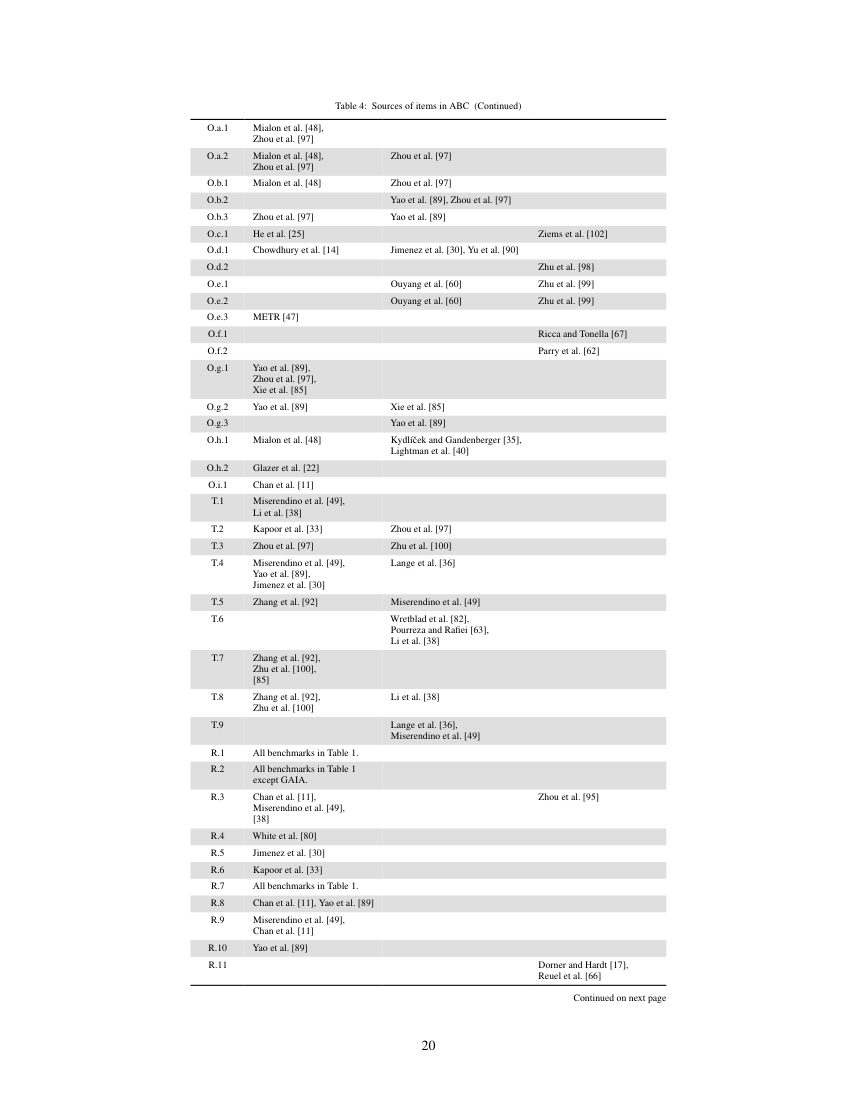 Table 4: Sources of items in ABC (Continued)
O.a.1 Mialon et al. [48],
Zhou et al. [97]
O.a.2 Mialon et al. [48], Zhou et al. [97]
Zhou et al. [97]
O.b.1 Mialon et al. [48] Zhou et al. [97]
O.b.2 Yao et al. [89], Zhou et al. [97]
O.b.3 Zhou et al. [97] Yao et al. [89]
O.c.1 He et al. [25] Ziems et al. [102]
O.d.1 Chowdhury et al. [14] Jimenez et al. [30], Yu et al. [90]
O.d.2 Zhu et al. [98]
O.e.1 Ouyang et al. [60] Zhu et al. [99]
O.e.2 Ouyang et al. [60] Zhu et al. [99]
O.e.3 METR [47]
O.f.1 Ricca and Tonella [67]
O.f.2 Parry et al. [62]
O.g.1 Yao et al. [89],
Zhou et al. [97],
Xie et al. [85]
O.g.2 Yao et al. [89] Xie et al. [85]
O.g.3 Yao et al. [89]
O.h.1 Mialon et al. [48] Kydlíček and Gandenberger [35],
Lightman et al. [40]
O.h.2 Glazer et al. [22]
O.i.1 Chan et al. [11]
T.1 Miserendino et al. [49],
Li et al. [38]
T.2 Kapoor et al. [33] Zhou et al. [97]
T.3 Zhou et al. [97] Zhu et al. [100]
T.4 Miserendino et al. [49], Lange et al. [36]
Yao et al. [89],
Jimenez et al. [30]
T.5 Zhang et al. [92] Miserendino et al. [49]
T.6 Wretblad et al. [82],
Pourreza and Rafiei [63],
Li et al. [38]
T.7 Zhang et al. [92],
Zhu et al. [100],
[85]
T.8 Zhang et al. [92], Li et al. [38]
Zhu et al. [100]
T.9 Lange et al. [36],
Miserendino et al. [49]
R.1 All benchmarks in Table 1.
R.2 All benchmarks in Table 1
except GAIA.
R.3 Chan et al. [11], Zhou et al. [95]
Miserendino et al. [49],
[38]
R.4 White et al. [80]
R.5 Jimenez et al. [30]
R.6 Kapoor et al. [33]
R.7 All benchmarks in Table 1.
R.8 Chan et al. [11], Yao et al. [89]
R.9 Miserendino et al. [49],
Chan et al. [11]
R.10 Yao et al. [89]
R.11 Dorner and Hardt [17],
Reuel et al. [66]
Continued on next page
20